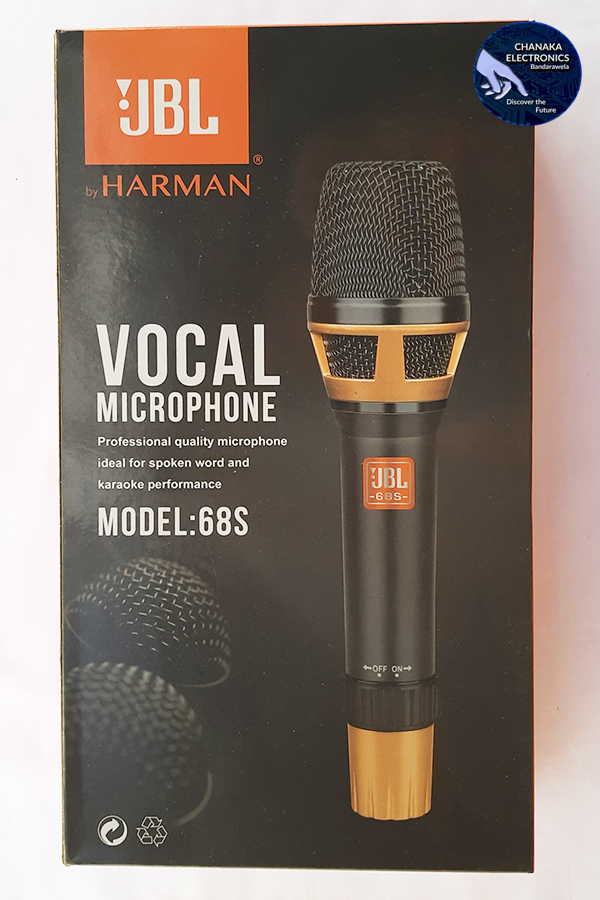 CHANAKA
ELECTRONICS
Bandarawela
Discover the
Future
JBL
®
by HARMAN
VOCAL
MICROPHONE
Professional quality microphone
ideal for spoken word and
karaoke performance
MODEL:68S
JBL
-68S-
←OFF ON→